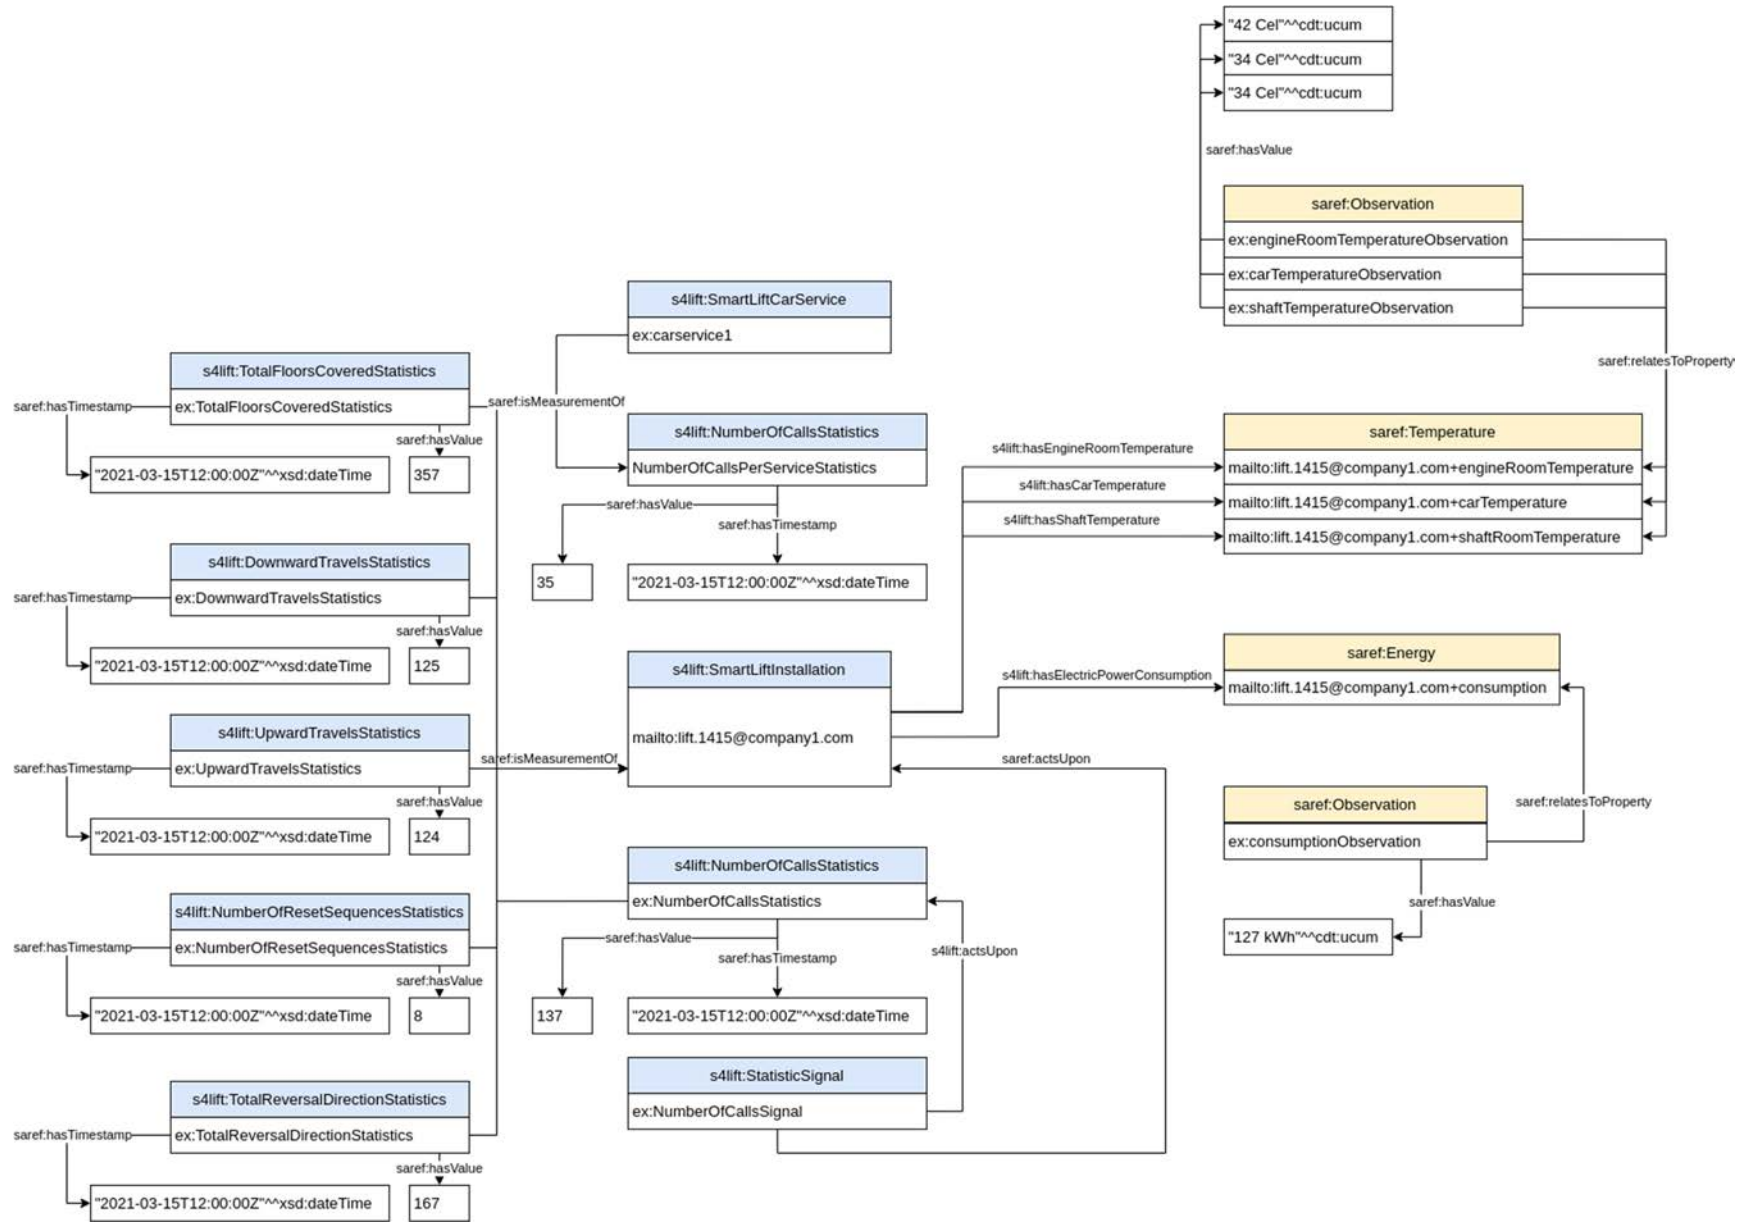 "42 Cel"^^cdt:ucum
"34 Cel"^^cdt:ucum
"34 Cel"^^cdt:ucum
saref:hasValue
saref:Observation
ex:engineRoomTemperatureObservation
ex:carTemperatureObservation
ex:shaftTemperatureObservation
saref:relatesToProperty
s4lift:SmartLiftCarService
ex:carservice1
saref:isMeasurementOf
s4lift:NumberOfCallsStatistics
NumberOfCallsPerServiceStatistics
saref:hasValue
saref:hasTimestamp
35
"2021-03-15T12:00:00Z"^^xsd:dateTime
s4lift:TotalFloorsCoveredStatistics
saref:hasTimestamp
ex:TotalFloorsCoveredStatistics
saref:hasValue
"2021-03-15T12:00:00Z"^^xsd:dateTime
357
s4lift:DownwardTravelsStatistics
saref:hasTimestamp
ex:DownwardTravelsStatistics
saref:hasValue
"2021-03-15T12:00:00Z"^^xsd:dateTime
125
s4lift:UpwardTravelsStatistics
saref:hasTimestamp
ex:UpwardTravelsStatistics
saref:isMeasurementOf
saref:hasValue
"2021-03-15T12:00:00Z"^^xsd:dateTime
124
s4lift:NumberOfResetSequencesStatistics
saref:hasTimestamp
ex:NumberOfResetSequencesStatistics
saref:hasValue
"2021-03-15T12:00:00Z"^^xsd:dateTime
8
s4lift:TotalReversalDirectionStatistics
saref:hasTimestamp
ex:TotalReversalDirectionStatistics
saref:hasValue
"2021-03-15T12:00:00Z"^^xsd:dateTime
167
s4lift:SmartLiftInstallation
mailto:lift.1415@company1.com
s4lift:NumberOfCallsStatistics
ex:NumberOfCallsStatistics
saref:hasValue
saref:hasTimestamp
137
"2021-03-15T12:00:00Z"^^xsd:dateTime
s4lift:actsUpon
s4lift:StatisticSignal
ex:NumberOfCallsSignal
saref:actsUpon
s4lift:hasEngineRoomTemperature
s4lift:hasCarTemperature
s4lift:hasShaftTemperature
saref:Temperature
mailto:lift.1415@company1.com+engineRoomTemperature
mailto:lift.1415@company1.com+carTemperature
mailto:lift.1415@company1.com+shaftRoomTemperature
s4lift:hasElectricPowerConsumption
saref:Energy
mailto:lift.1415@company1.com+consumption
saref:Observation
ex:consumptionObservation
saref:relatesToProperty
saref:hasValue
"127 kWh"^^cdt:ucum